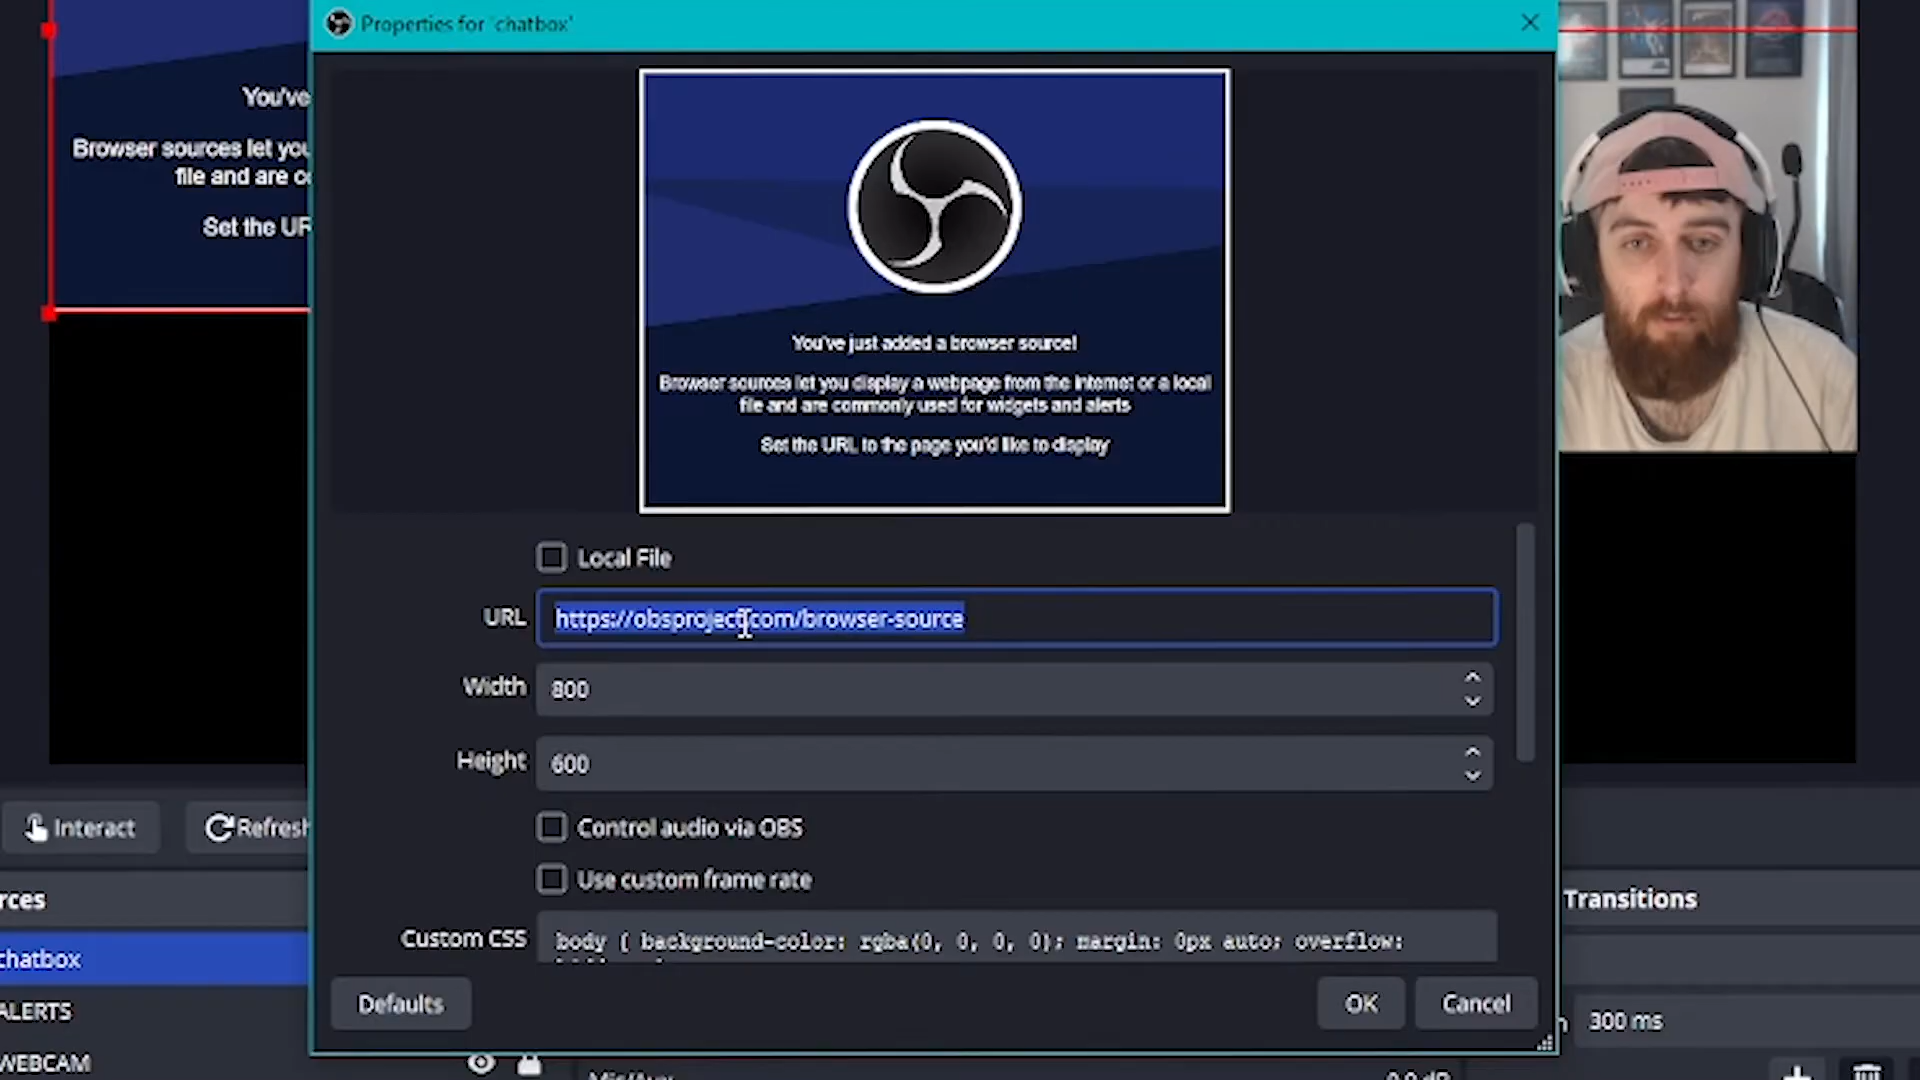 Properties for 'chatbox'
You've
Browser sources let you
file and are co
Set the UR
You've just added a browser source!
Browser sources let you display a webpage from the internet or a local
file and are commonly used for widgets and alerts
Set the URL to the page you'd like to display
Local File
URL
https://obsproject.com/browser-source
Width
800
Height
600
Control audio via OBS
Use custom frame rate
Custom CSS
body { background-color: rgba(0, 0, 0, 0); margin: 0px auto; overflow:
Defaults
OK
Cancel
Interact
Refresh
rces
chatbox
ALERTS
WEBCAM
Transitions
n
300 ms